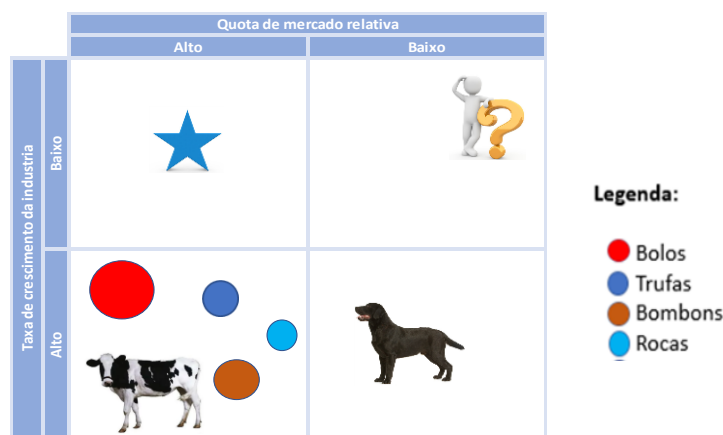 Quota de mercado relativa
Alto
Baixo
Taxa de crescimento da industria
Baixo
Alto
Legenda:
Bolos
Trufas
Bombons
Rocas